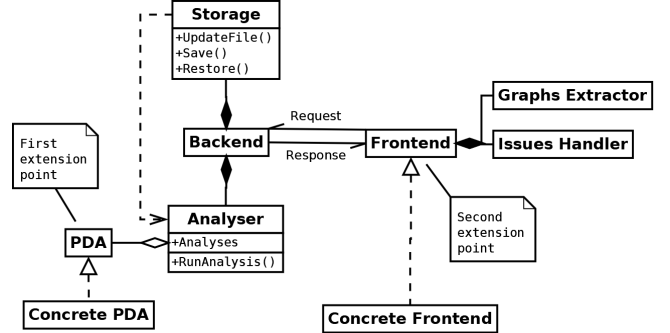 Storage
+UpdateFile()
+Save()
+Restore()
Graphs Extractor
Request
First
extension
point
Backend
Frontend
Issues Handler
Response
Analyser
Second
extension
point
PDA
+Analyses
+RunAnalysis()
Concrete PDA
Concrete Frontend